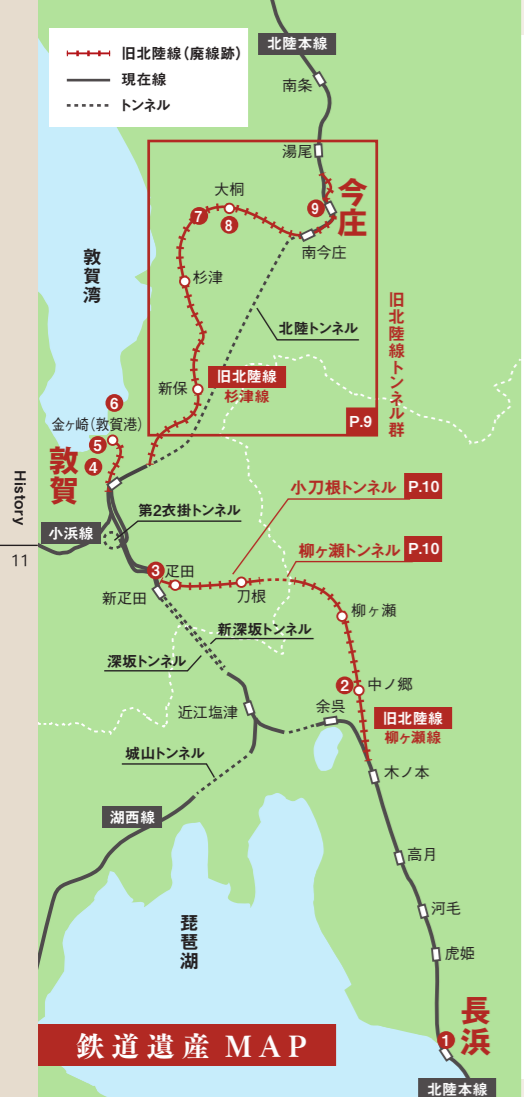 旧北陸線(廃線跡)
現在線
トンネル
北陸本線
南条
湯尾
今庄
9
大桐
7
8
南今庄
敦賀湾
杉津
北陸トンネル
旧北陸線トンネル群
新保
旧北陸線
杉津線
P.9
6
金ヶ崎(敦賀港)
5
敦賀
4
History
11
小浜線
第2衣掛トンネル
小刀根トンネル
P.10
柳ヶ瀬トンネル
P.10
3
疋田
新疋田
刀根
柳ヶ瀬
新深坂トンネル
深坂トンネル
2
中ノ郷
近江塩津
余呉
旧北陸線
柳ヶ瀬線
城山トンネル
木ノ本
湖西線
高月
河毛
琵琶湖
虎姫
長浜
1
鉄道遺産 MAP
北陸本線